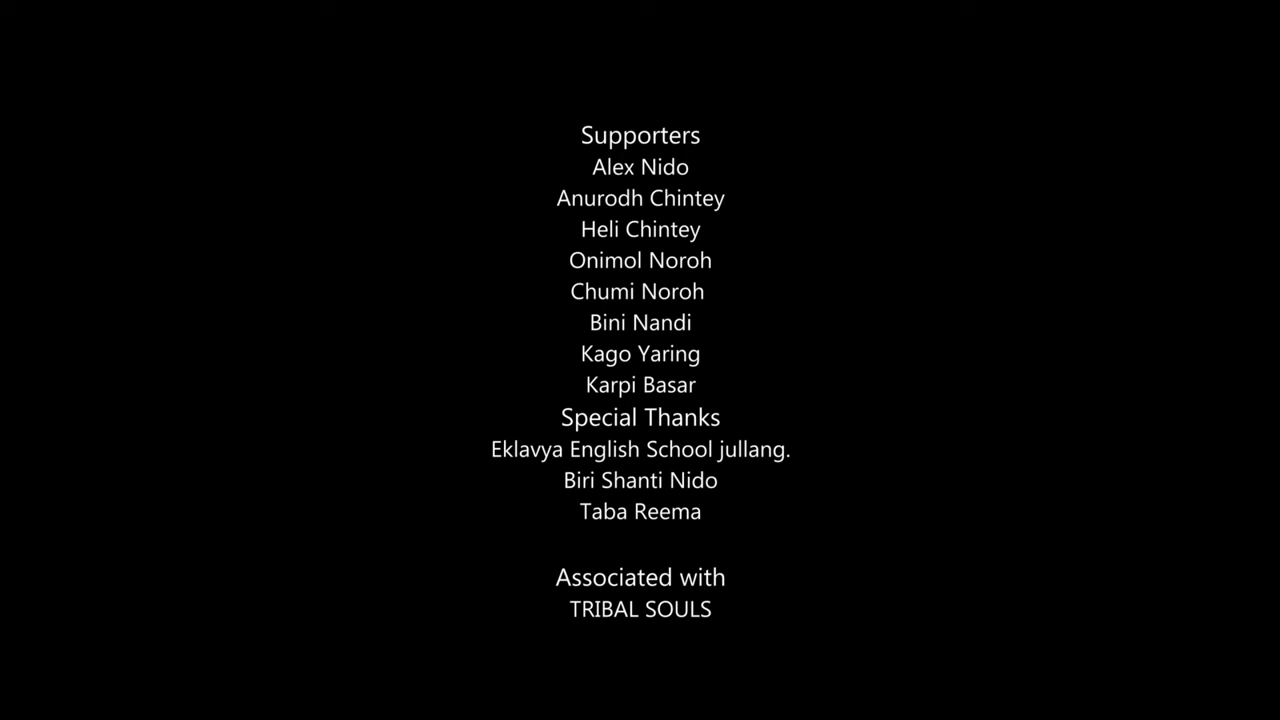 Supporters
Alex Nido
Anurodh Chintey
Heli Chintey
Onimol Noroh
Chumi Noroh
Bini Nandi
Kago Yaring
Karpi Basar
Special Thanks
Eklavya English School jullang.
Biri Shanti Nido
Taba Reema
Associated with
TRIBAL SOULS